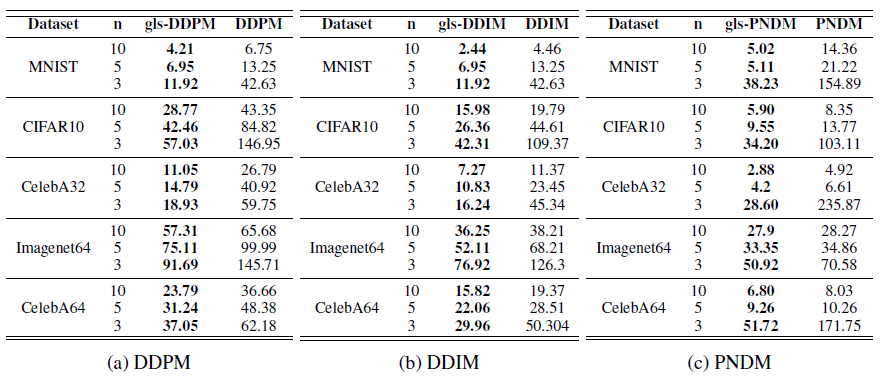 Dataset n gls-DDPM DDPM
MNIST 10 4.21 6.75
5 6.95 13.25
3 11.92 42.63
CIFAR10 10 28.77 43.35
5 42.46 84.82
3 57.03 146.95
CelebA32 10 11.05 26.79
5 14.79 40.92
3 18.93 59.75
Imagenet64 10 57.31 65.68
5 75.11 99.99
3 91.69 145.71
CelebA64 10 23.79 36.66
5 31.24 48.38
3 37.05 62.18
(a) DDPM
Dataset n gls-DDIM DDIM
MNIST 10 2.44 4.46
5 6.95 13.25
3 11.92 42.63
CIFAR10 10 15.98 19.79
5 26.36 44.61
3 42.31 109.37
CelebA32 10 7.27 11.37
5 10.83 23.45
3 16.24 45.34
Imagenet64 10 36.25 38.21
5 52.11 68.21
3 76.92 126.3
CelebA64 10 15.82 19.37
5 22.06 28.51
3 29.96 50.304
(b) DDIM
Dataset n gls-PNDM PNDM
MNIST 10 5.02 14.36
5 5.11 21.22
3 38.23 154.89
CIFAR10 10 5.90 8.35
5 9.55 13.77
3 34.20 103.11
CelebA32 10 2.88 4.92
5 4.2 6.61
3 28.60 235.87
Imagenet64 10 27.9 28.27
5 33.35 34.86
3 50.92 70.58
CelebA64 10 6.80 8.03
5 9.26 10.26
3 51.72 171.75
(c) PNDM